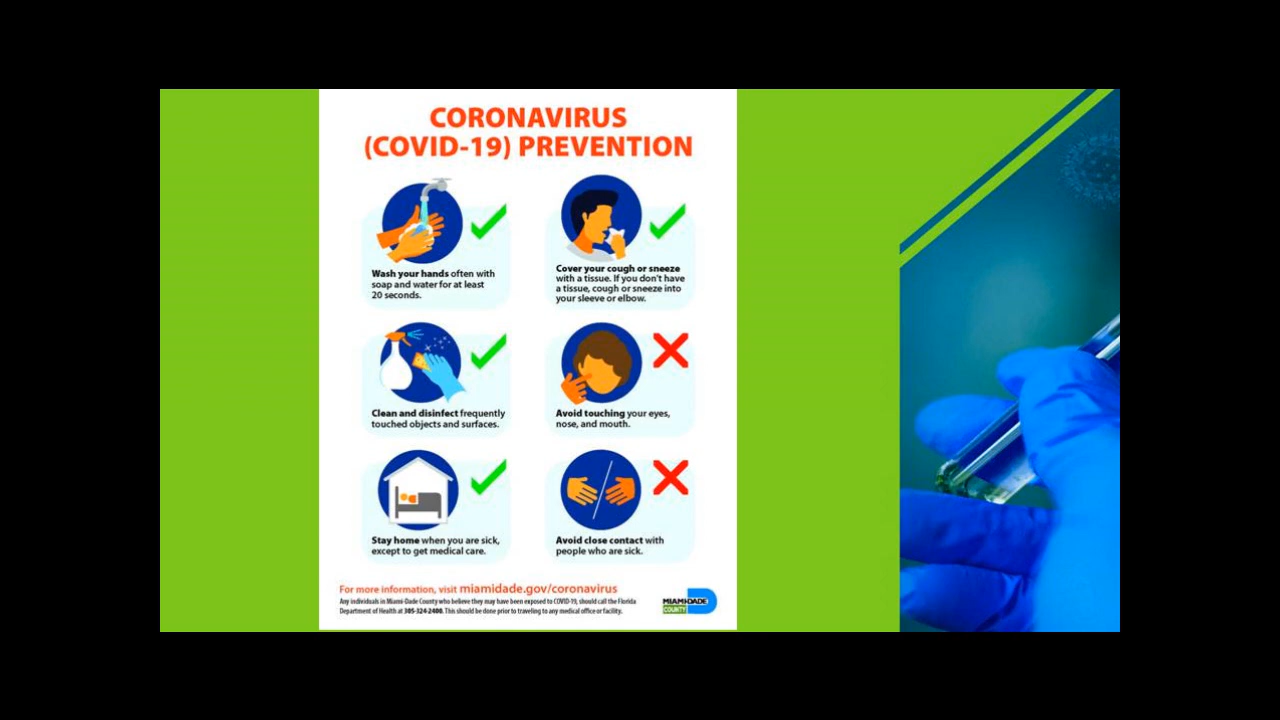 CORONAVIRUS
(COVID-19) PREVENTION
Wash your hands often with
soap and water for at least
20 seconds.
Cover your cough or sneeze
with a tissue. If you don't have
a tissue, cough or sneeze into
your sleeve or elbow.
Clean and disinfect frequently
touched objects and surfaces.
Avoid touching your eyes,
nose, and mouth.
Stay home when you are sick,
except to get medical care.
Avoid close contact with
people who are sick.
For more information, visit miamidade.gov/coronavirus
Any individuals in Miami-Dade County who believe they may have been exposed to COVID-19, should call the Florida
Department of Health at 305-324-2400. This should be done prior to traveling to any medical office or facility.
MIAMI-DADE
COUNTY